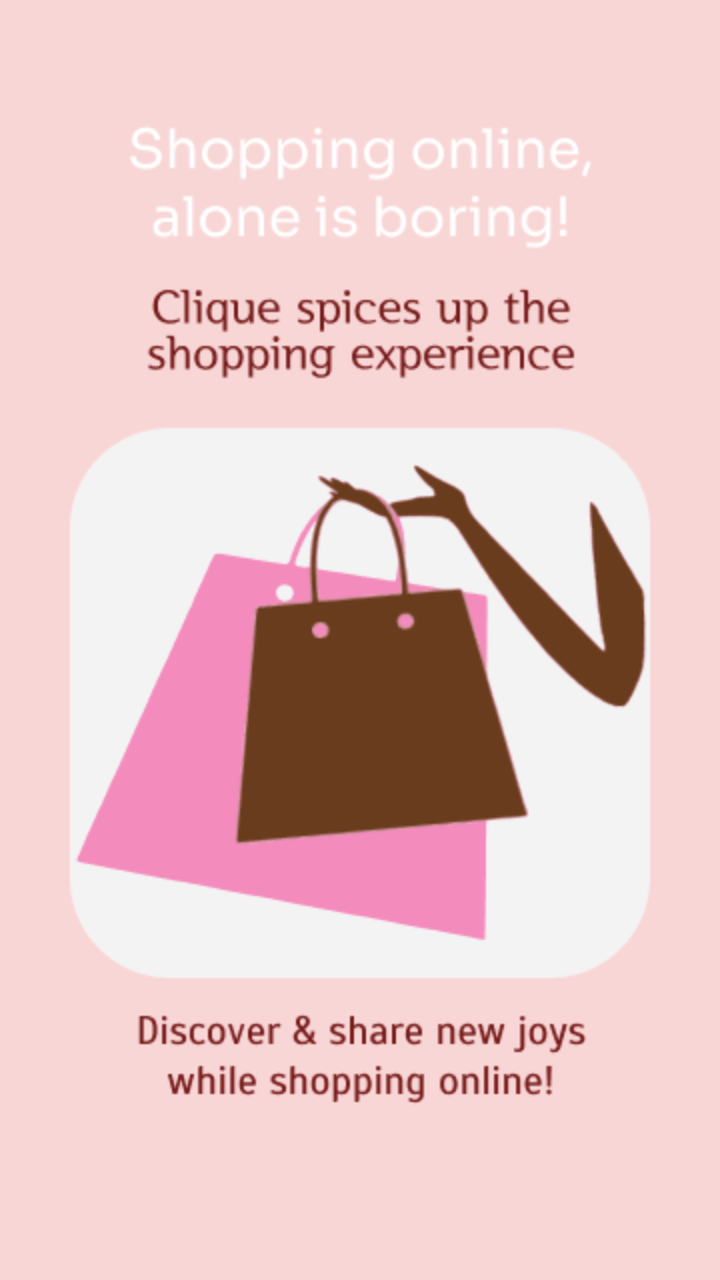 Shopping online,
alone is boring!
Clique spices up the
shopping experience
Discover & share new joys
while shopping online!